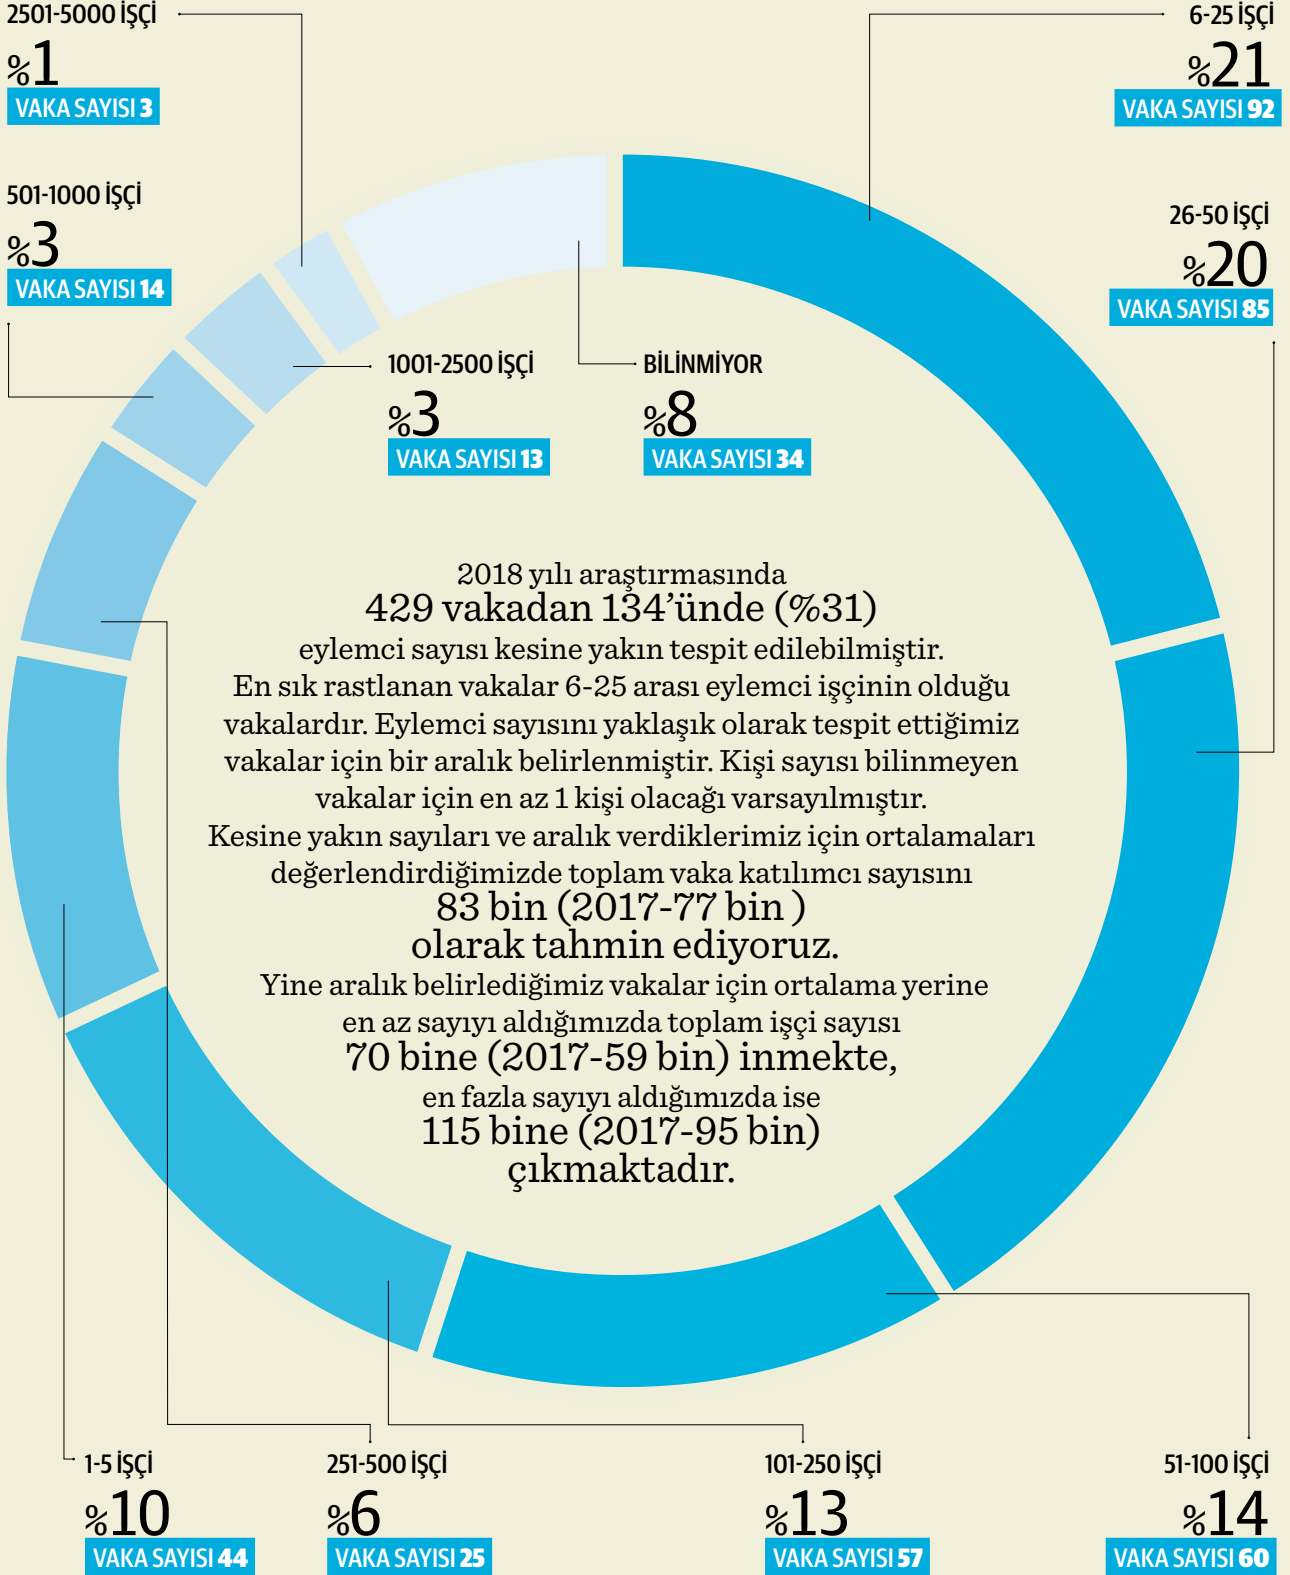 2501-5000 İŞÇİ
%1
VAKA SAYISI 3
6-25 İŞÇİ
%21
VAKA SAYISI 92
501-1000 İŞÇİ
%3
VAKA SAYISI 14
26-50 İŞÇİ
%20
VAKA SAYISI 85
1001-2500 İŞÇİ
%3
VAKA SAYISI 13
BİLİNMİYOR
%8
VAKA SAYISI 34
2018 yılı araştırmasında
429 vakadan 134’ünde (%31)
eylemci sayısı kesine yakın tespit edilebilmiştir.
En sık rastlanan vakalar 6-25 arası eylemci işçinin olduğu
vakalardır. Eylemci sayısını yaklaşık olarak tespit ettiğimiz
vakalar için bir aralık belirlenmiştir. Kişi sayısı bilinmeyen
vakalar için en az 1 kişi olacağı varsayılmıştır.
Kesine yakın sayıları ve aralık verdiklerimiz için ortalamaları
değerlendirdiğimizde toplam vaka katılımcı sayısını
83 bin (2017-77 bin )
olarak tahmin ediyoruz.
Yine aralık belirlediğimiz vakalar için ortalama yerine
en az sayıyı aldığımızda toplam işçi sayısı
70 bine (2017-59 bin) inmekte,
en fazla sayıyı aldığımızda ise
115 bine (2017-95 bin)
çıkmaktadır.
1-5 İŞÇİ
%10
VAKA SAYISI 44
251-500 İŞÇİ
%6
VAKA SAYISI 25
101-250 İŞÇİ
%13
VAKA SAYISI 57
51-100 İŞÇİ
%14
VAKA SAYISI 60